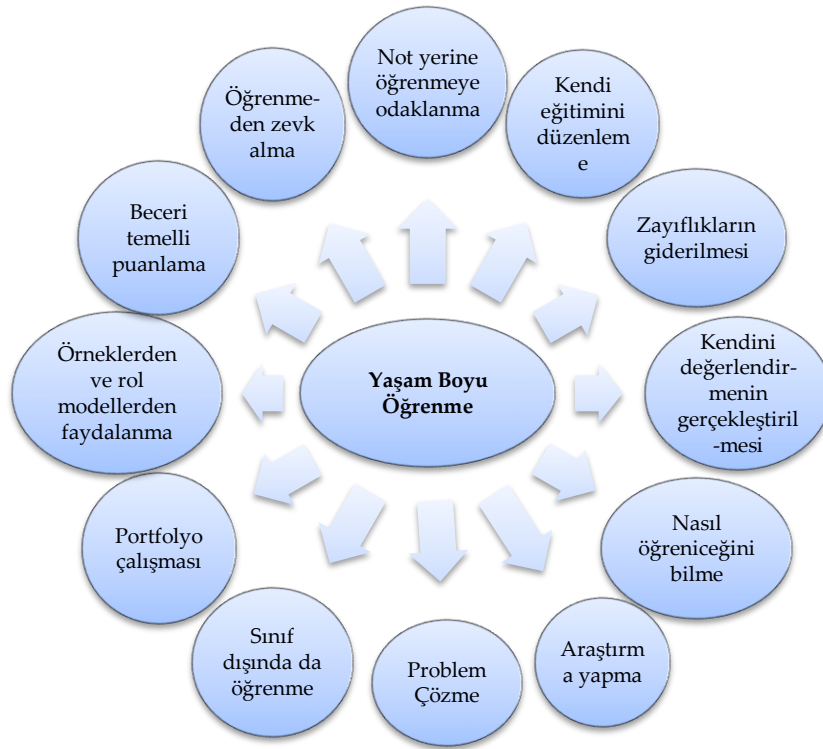 Not yerine
öğrenmeye
odaklanma
Kendi
eğitimini
düzenlem
e
Zayıflıkların
giderilmesi
Kendini
değerlendir-
menin
gerçekleştiril
-mesi
Nasıl
öğreniceğini
bilme
Araştırm
a yapma
Problem
Çözme
Sınıf
dışında da
öğrenme
Portfolyo
çalışması
Örneklerden
ve rol
modellerden
faydalanma
Beceri
temelli
puanlama
Öğrenme-
den zevk
alma
Yaşam Boyu
Öğrenme